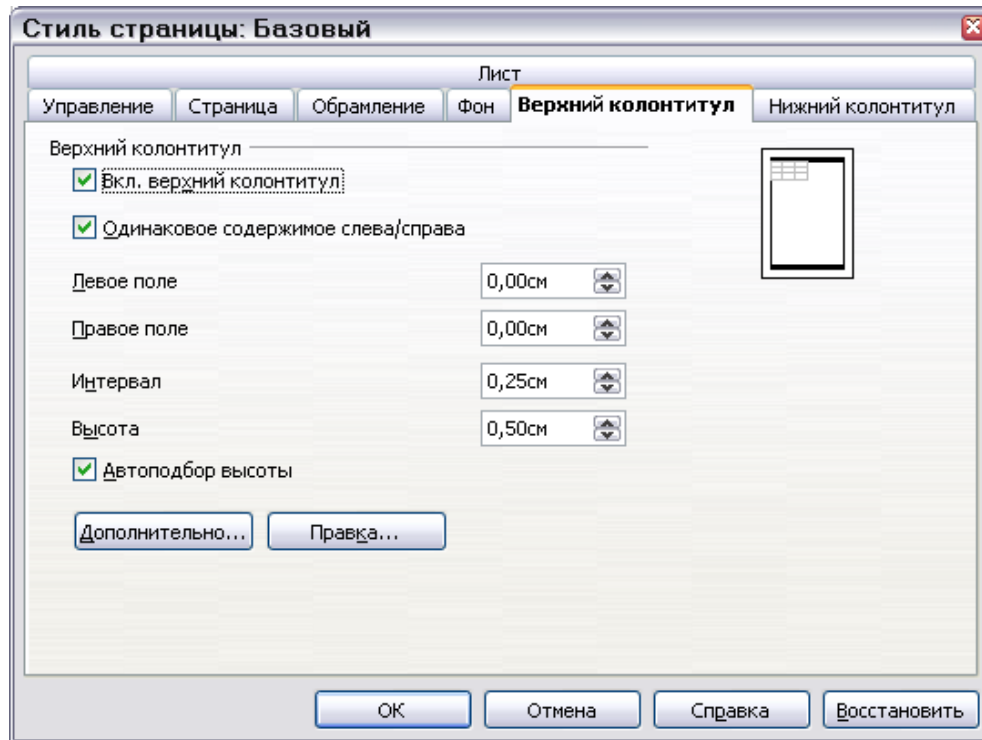 Стиль страницы: Базовый
Лист
Управление Страница Обрамление Фон Верхний колонтитул Нижний колонтитул
Верхний колонтитул
Вкл. верхний колонтитул
Одинаковое содержимое слева/справа
Левое поле 0,00см
Правое поле 0,00см
Интервал 0,25см
Высота 0,50см
Автоподбор высоты
Дополнительно... Правка...
ОК Отмена Справка Восстановить